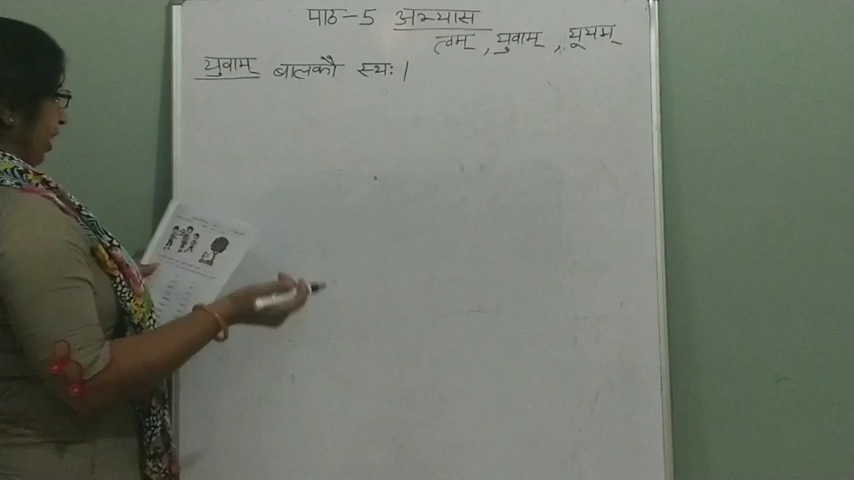 पाठ-5 अभ्यास
त्वम्, युवाम्, यूयम्
युवाम् बालकौ स्थः।